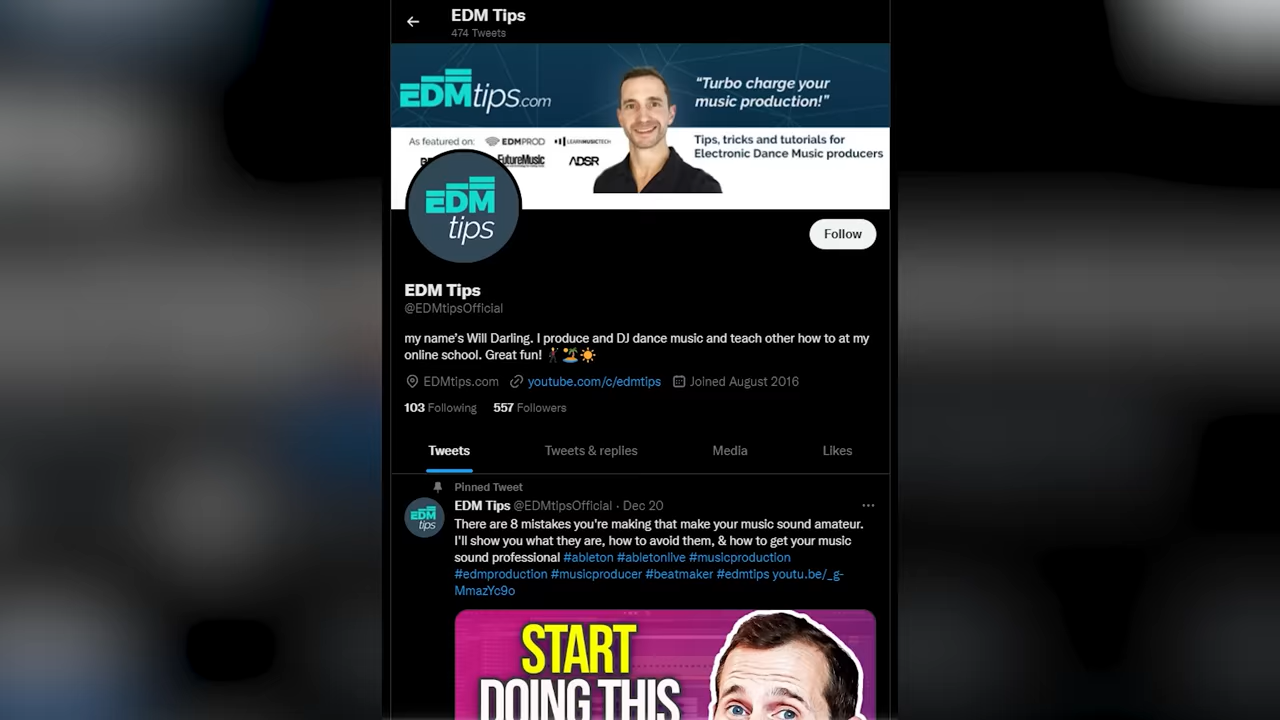 EDM Tips
474 Tweets
EDMtips.com
"Turbo charge your
music production!"
As featured on:
EDMPROD
LEARNMUSICTECH
FutureMusic
ADSR
Tips, tricks and tutorials for
Electronic Dance Music producers
EDM
tips
Follow
EDM Tips
@EDMtipsOfficial
my name's Will Darling. I produce and DJ dance music and teach other how to at my
online school. Great fun! 🕺🏝☀
EDMtips.com youtube.com/c/edmtips Joined August 2016
103 Following 557 Followers
Tweets Tweets & replies Media Likes
Pinned Tweet
EDM Tips @EDMtipsOfficial · Dec 20
EDM
tips
There are 8 mistakes you're making that make your music sound amateur.
I'll show you what they are, how to avoid them, & how to get your music
sound professional #ableton #abletonlive #musicproduction
#edmproduction #musicproducer #beatmaker #edmtips youtu.be/_g-
MmazYc9o
START
DOING THIS